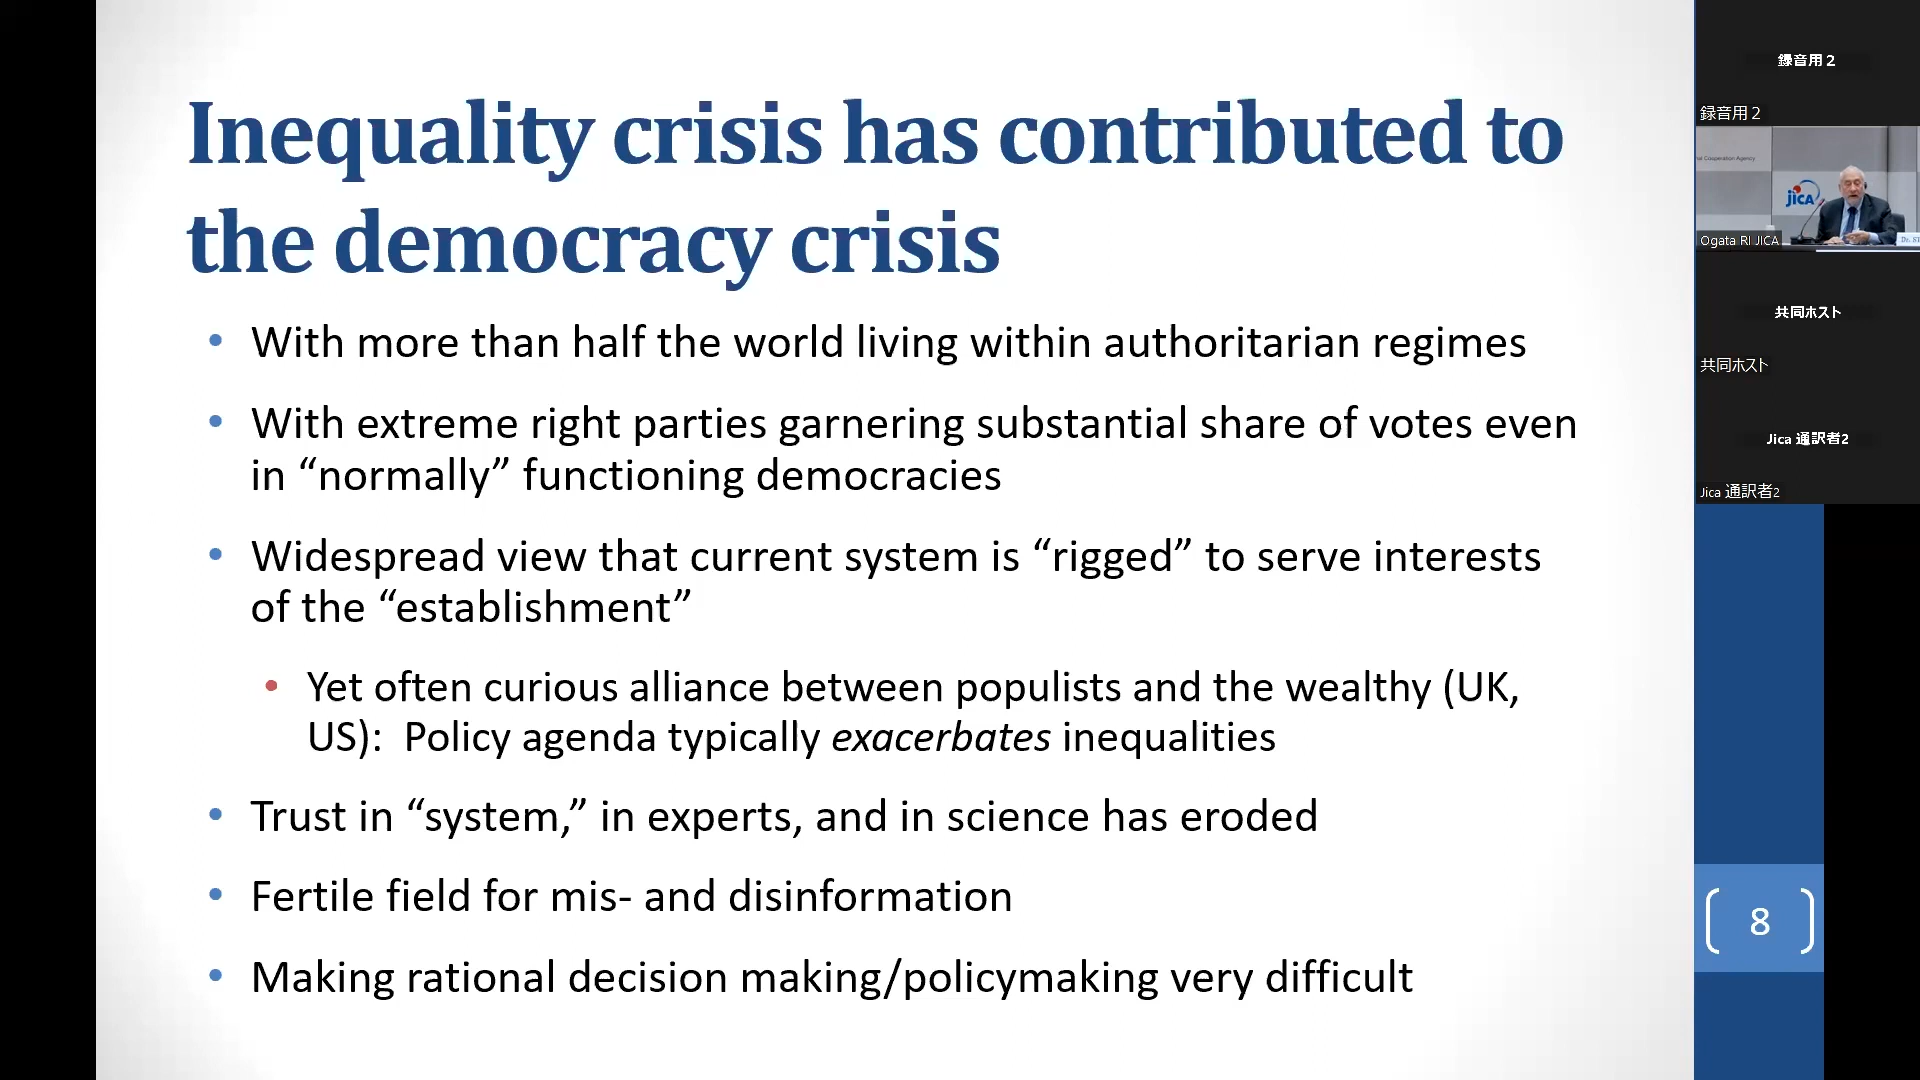 Inequality crisis has contributed to
the democracy crisis
• With more than half the world living within authoritarian regimes
• With extreme right parties garnering substantial share of votes even
in “normally” functioning democracies
• Widespread view that current system is “rigged” to serve interests
of the “establishment”
• Yet often curious alliance between populists and the wealthy (UK,
US):  Policy agenda typically exacerbates inequalities
• Trust in “system,” in experts, and in science has eroded
• Fertile field for mis- and disinformation
• Making rational decision making/policymaking very difficult
8
録音用2
録音用2
Cooperation Agency
jICA
Dr.
Ogata RI JICA
共同ホスト
共同ホスト
Jica 通訳者2
Jica 通訳者2